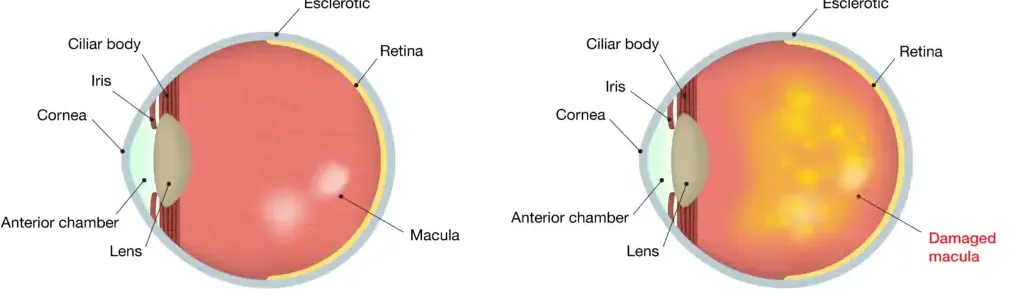 Esclerotic
Ciliar body
Retina
Iris
Cornea
Anterior chamber
Lens
Macula
Esclerotic
Ciliar body
Retina
Iris
Cornea
Anterior chamber
Lens
Damaged
macula